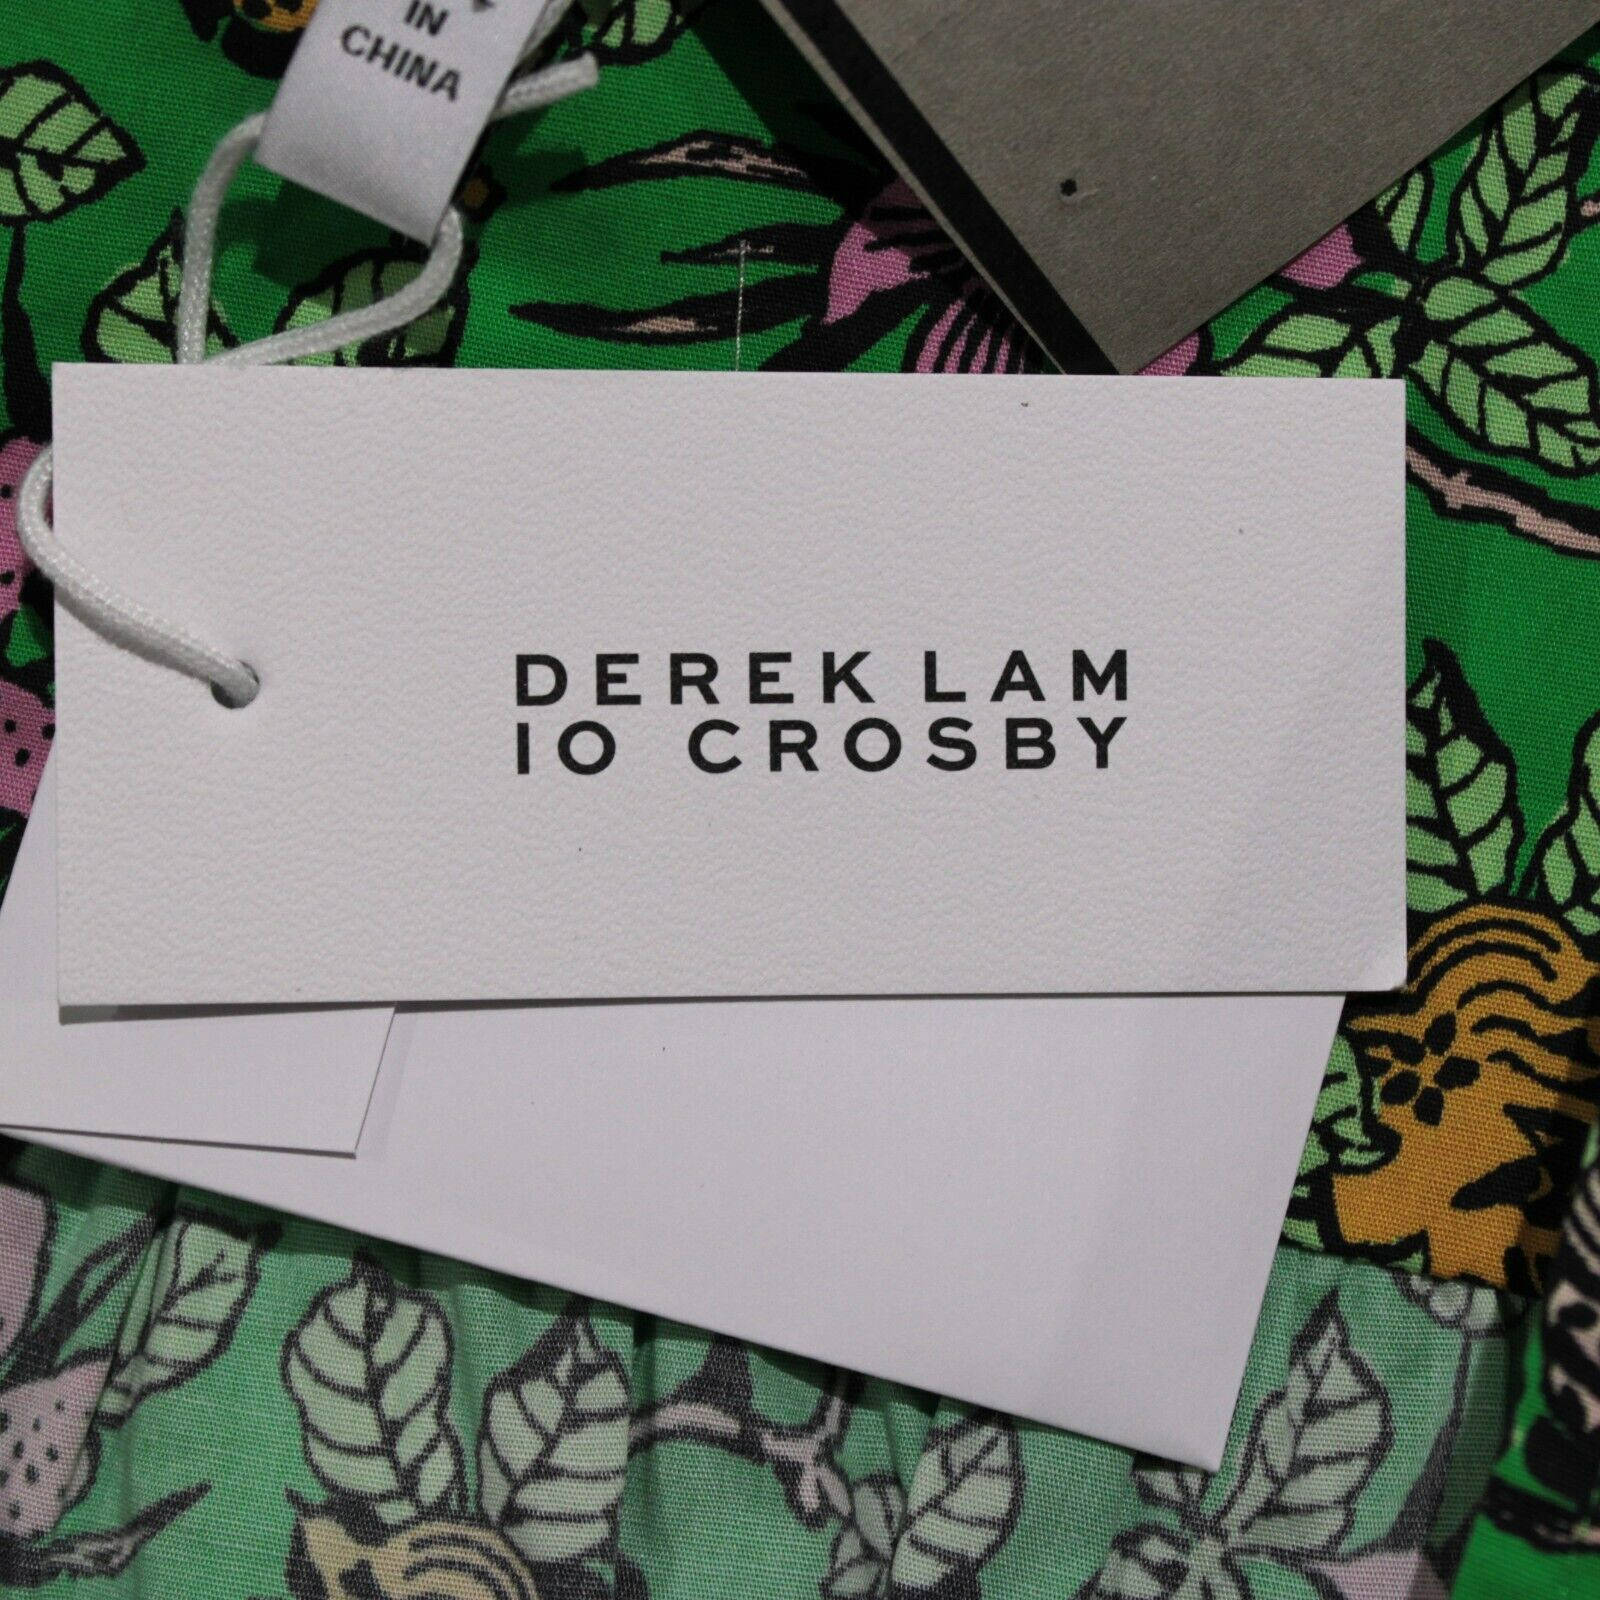 IN
CHINA
DEREK LAM
10 CROSBY